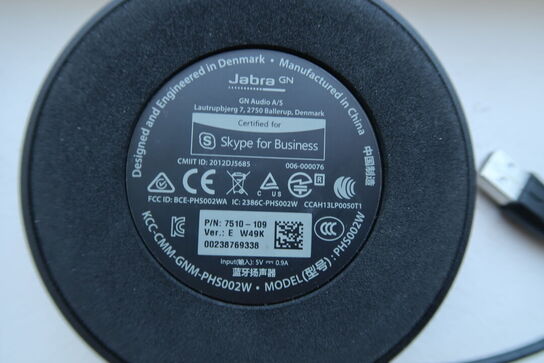 Designed and Engineered in Denmark • Manufactured in China
中国制造
Jabra GN
GN Audio A/S
Lautrupbjerg 7, 2750 Ballerup, Denmark
Certified for
S Skype for Business
CMIIT ID: 2012DJ5685 006-000076
CE FC
FCC ID: BCE-PHS002WA IC: 2386C-PHS002W CCAH13LP0050T1
P/N: 7510-109
Ver.: E W49K
00238769338
Input(输入): 5V ⎓ 0.9A
蓝牙扬声器
KCC-CMM-GNM-PHS002W • MODEL(型号): PHS002W